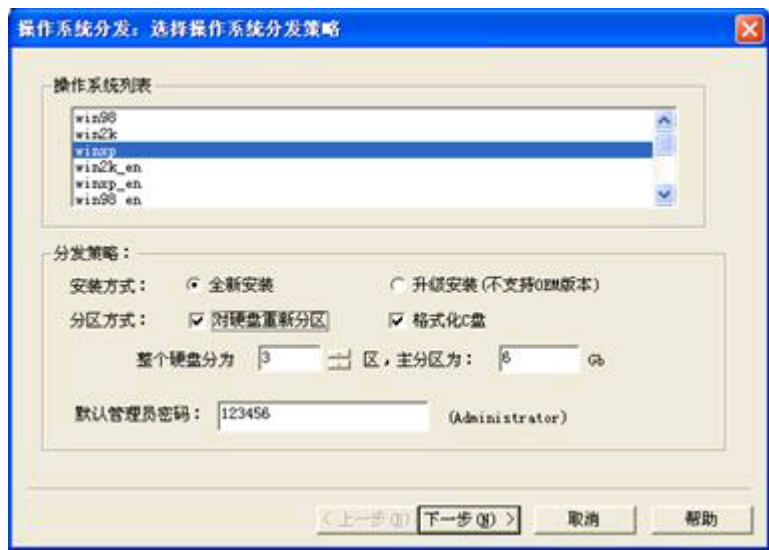 操作系统分发：选择操作系统分发策略
操作系统列表
win98
win2k
winxp
win2k_en
winxp_en
win98_en
分发策略：
安装方式： 全新安装 升级安装(不支持OEM版本)
分区方式： 对硬盘重新分区 格式化C盘
整个硬盘分为 3 区，主分区为： 6 Gb
默认管理员密码： 123456 (Administrator)
<上一步(B) 下一步(N) > 取消 帮助